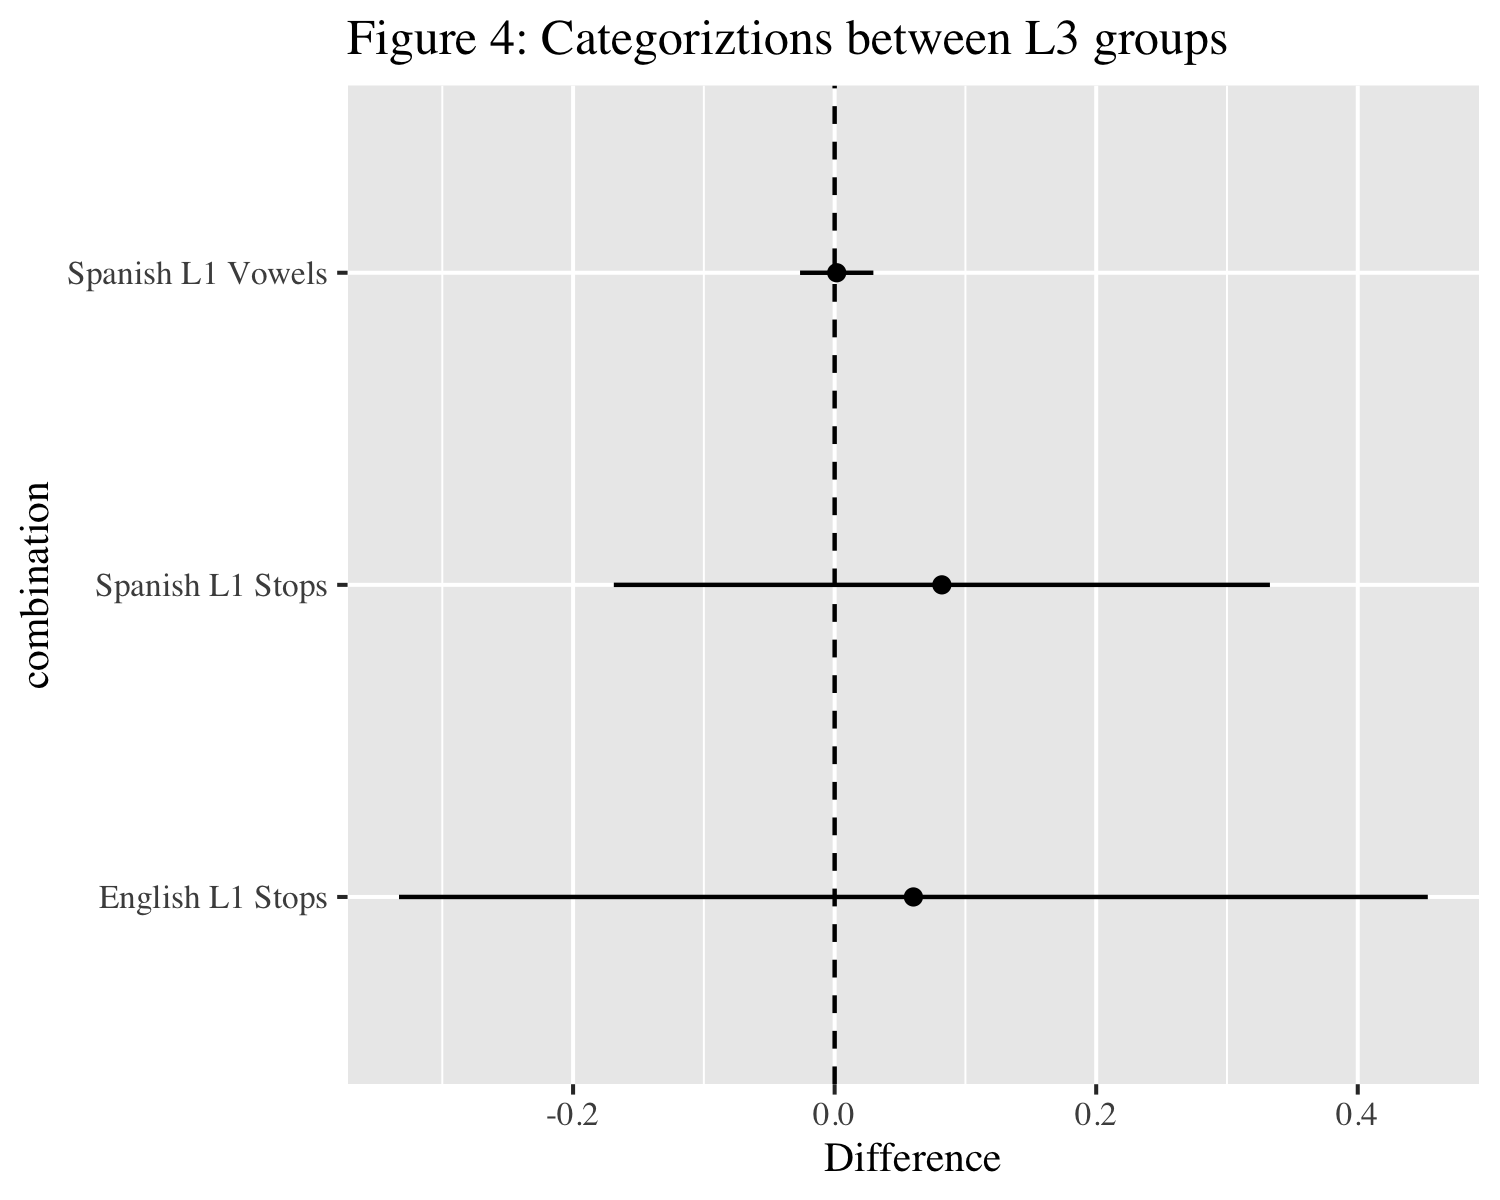 Figure 4: Categoriztions between L3 groups
combination
Spanish L1 Vowels
Spanish L1 Stops
English L1 Stops
-0.2 0.0 0.2 0.4
Difference